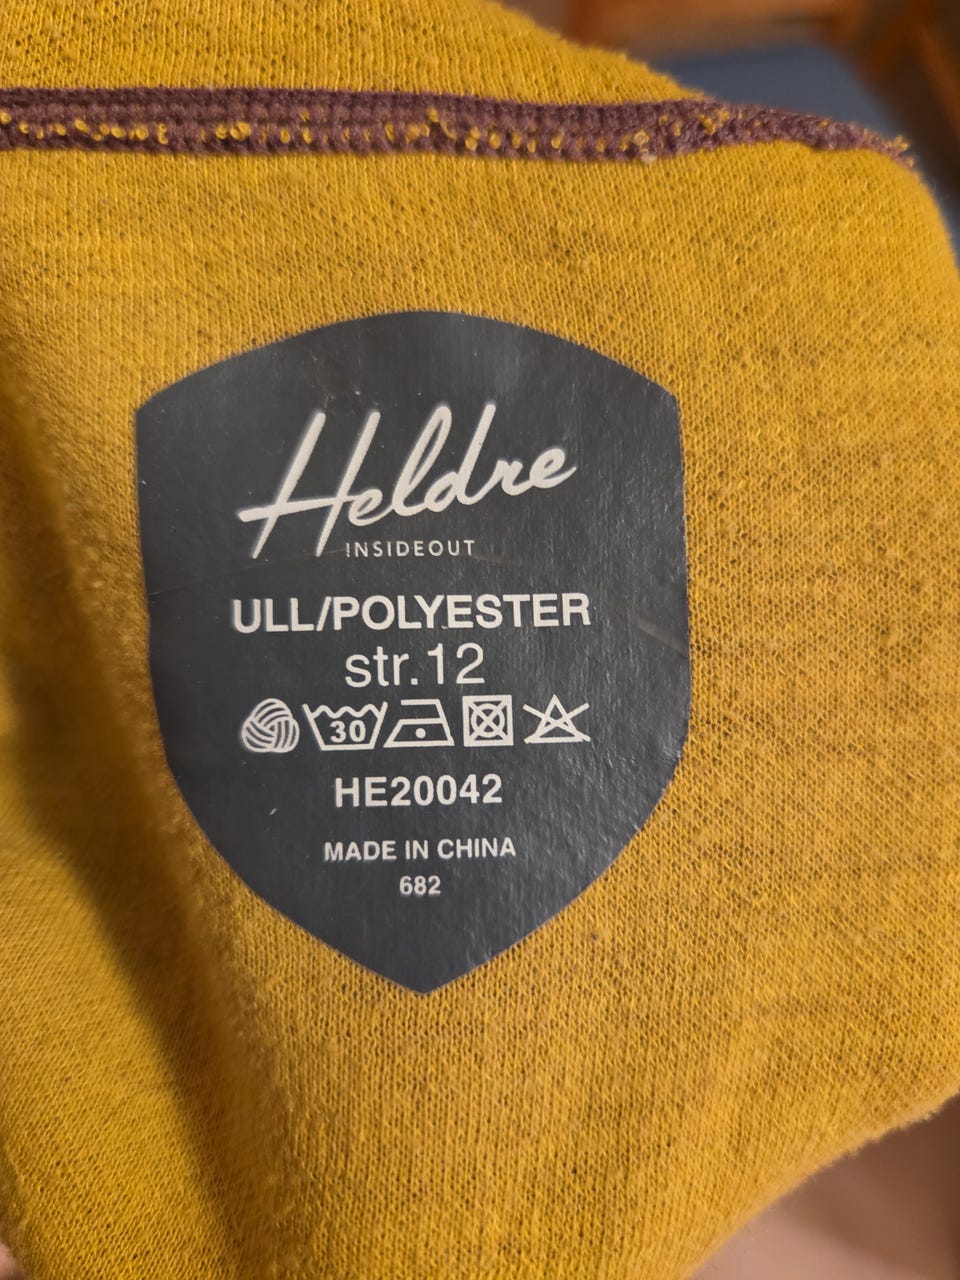 Heldre
INSIDEOUT
ULL/POLYESTER
str.12
30
HE20042
MADE IN CHINA
682